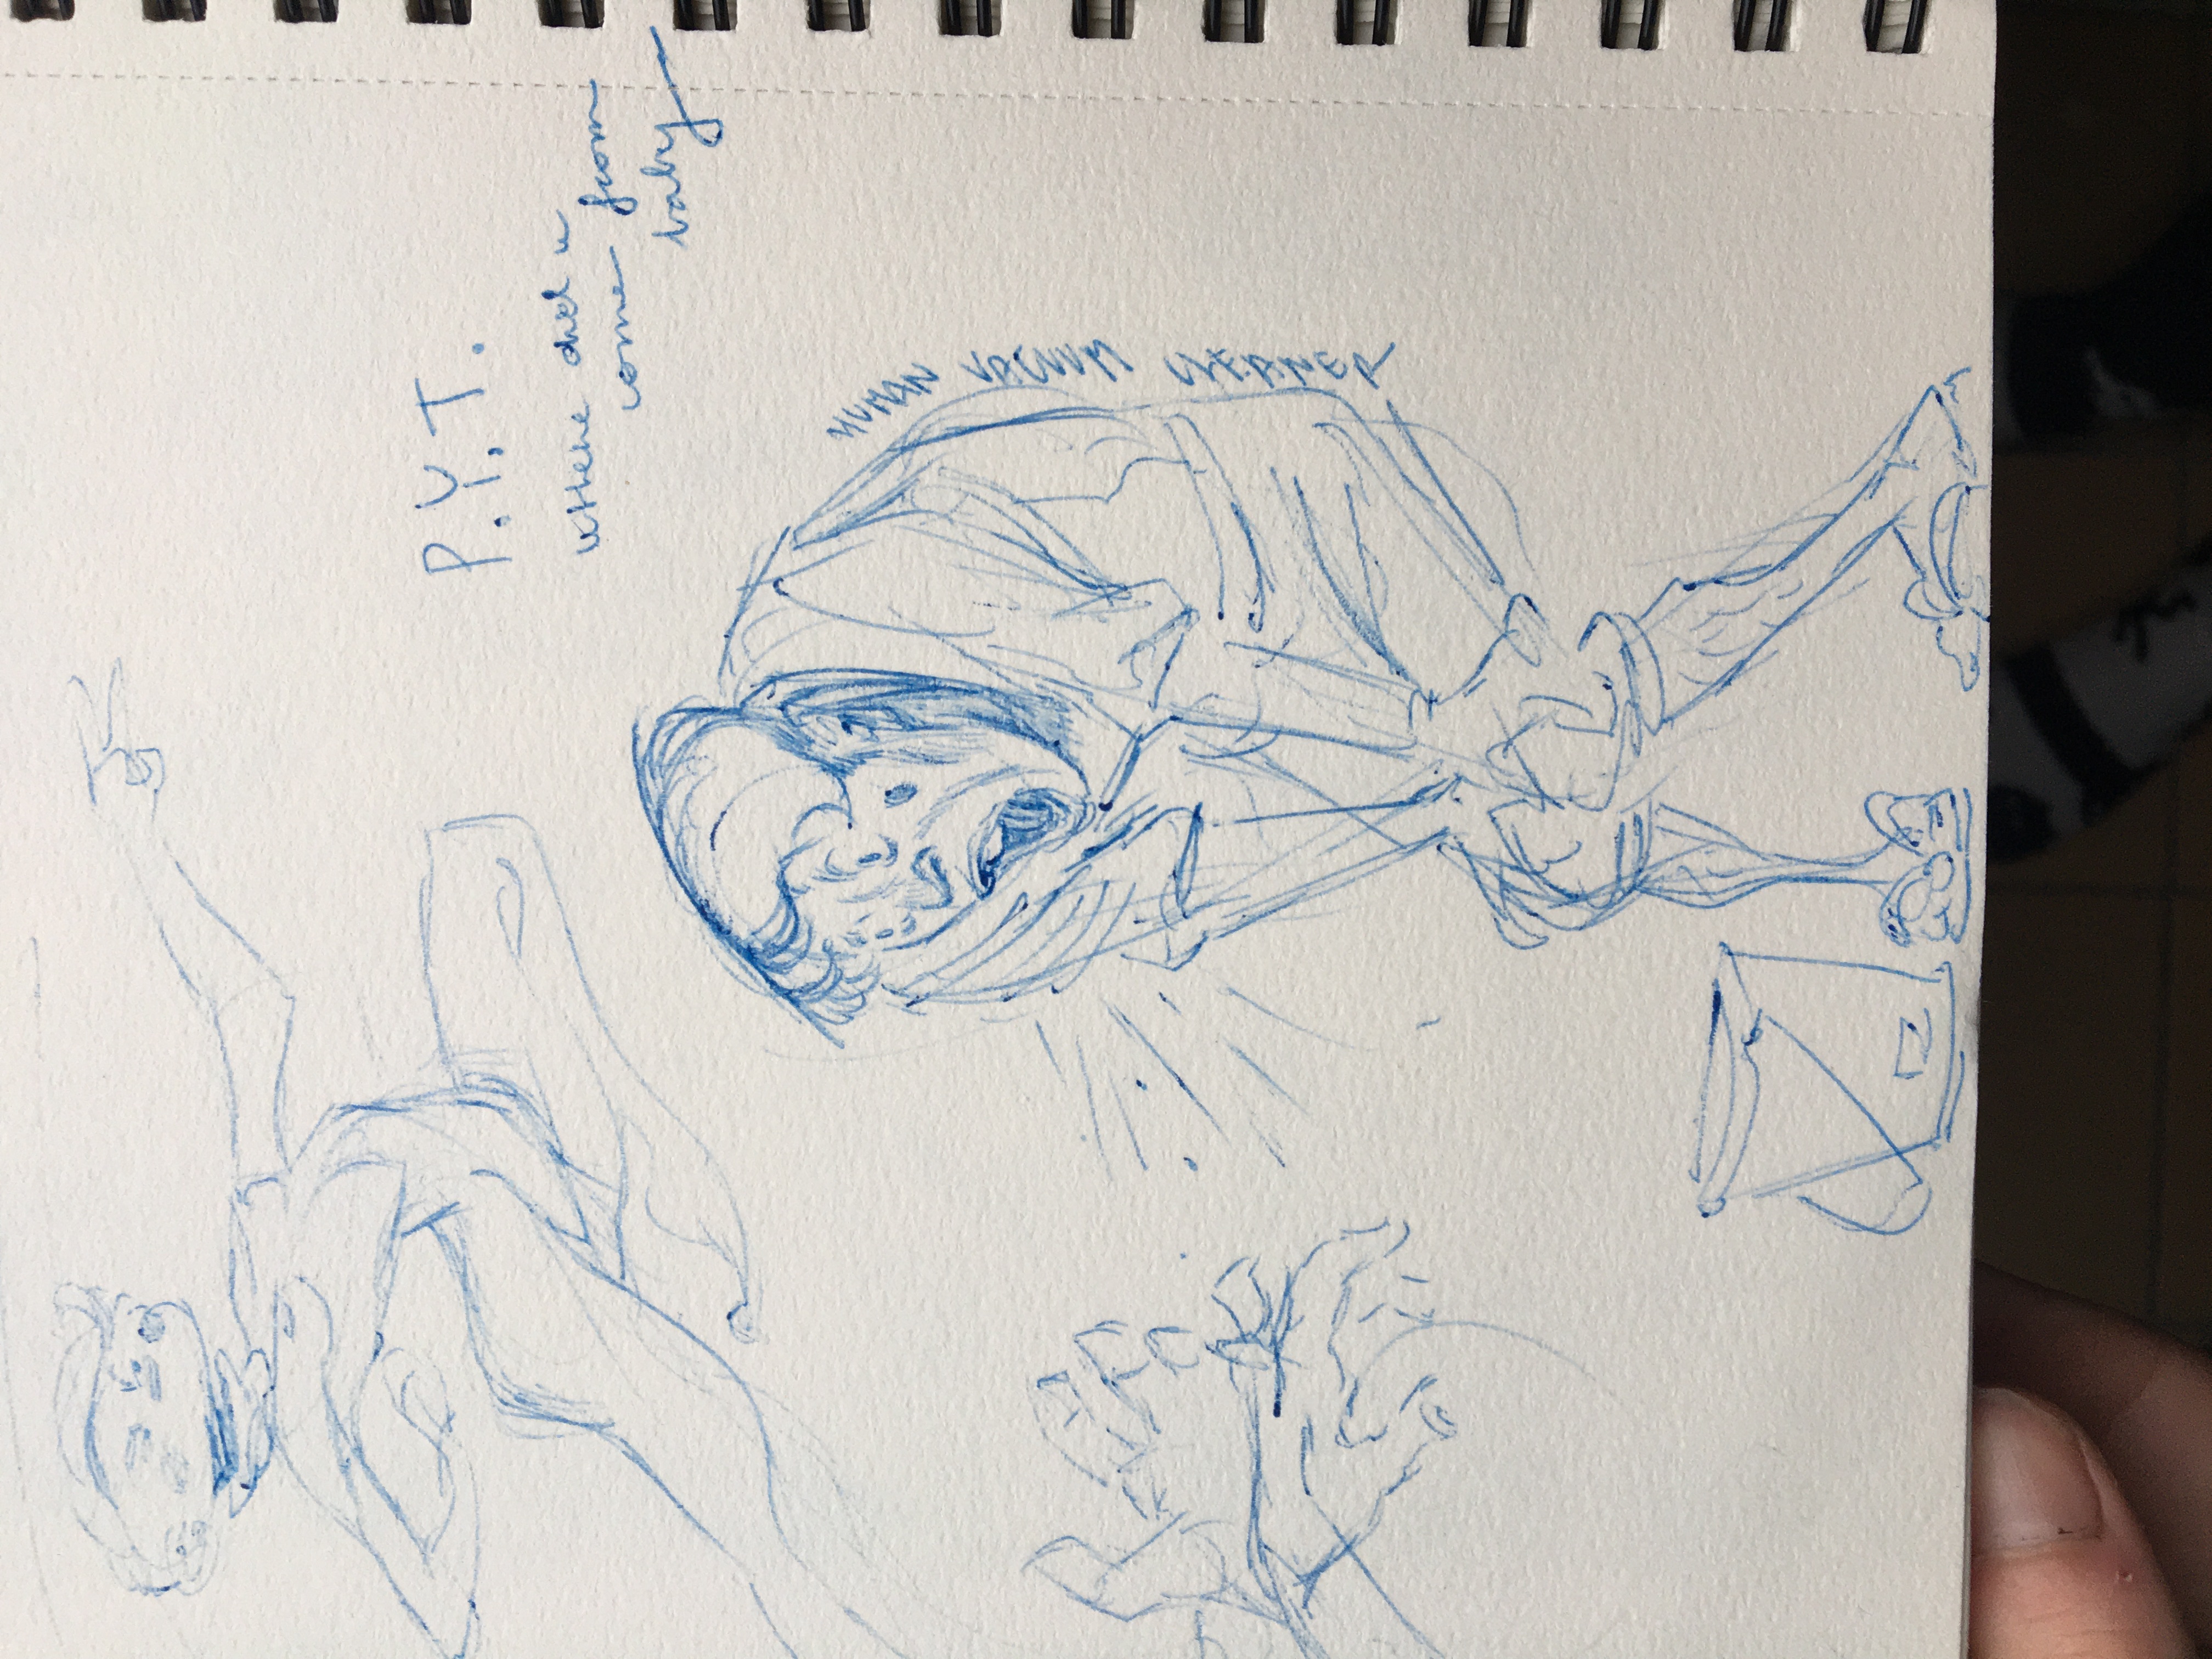 P.Y.T.
where did u
come from
baby
HUMAN VACUUM CLEANER